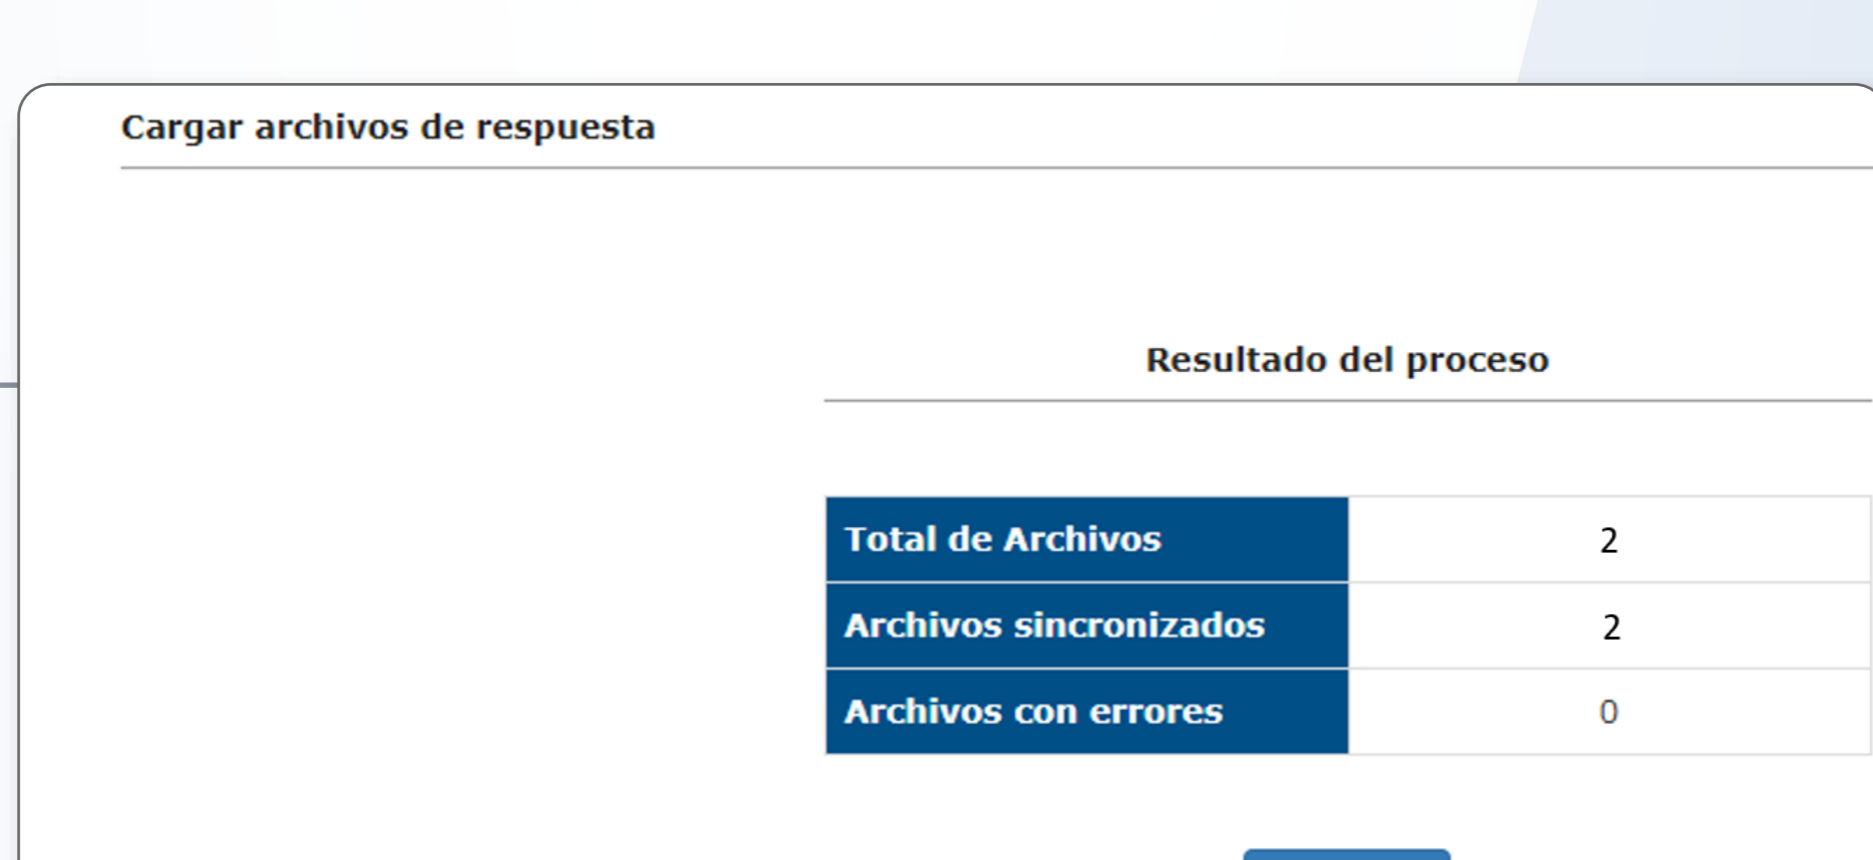 Cargar archivos de respuesta
Resultado del proceso
Total de Archivos 2
Archivos sincronizados 2
Archivos con errores 0